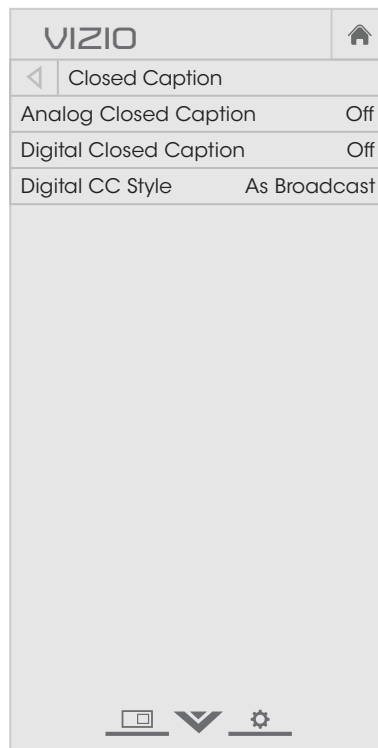 VIZIO
Closed Caption
Analog Closed Caption Off
Digital Closed Caption Off
Digital CC Style As Broadcast